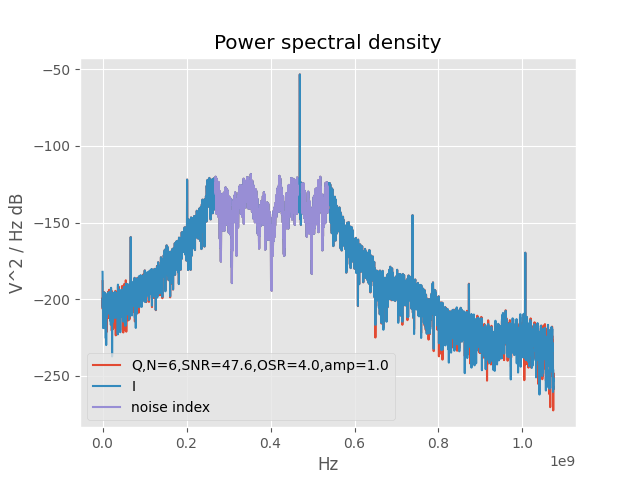 Power spectral density
−50
−100
−150
−200
−250
V^2 / Hz dB
Q,N=6,SNR=47.6,OSR=4.0,amp=1.0
I
noise index
0.0 0.2 0.4 0.6 0.8 1.0
1e9
Hz